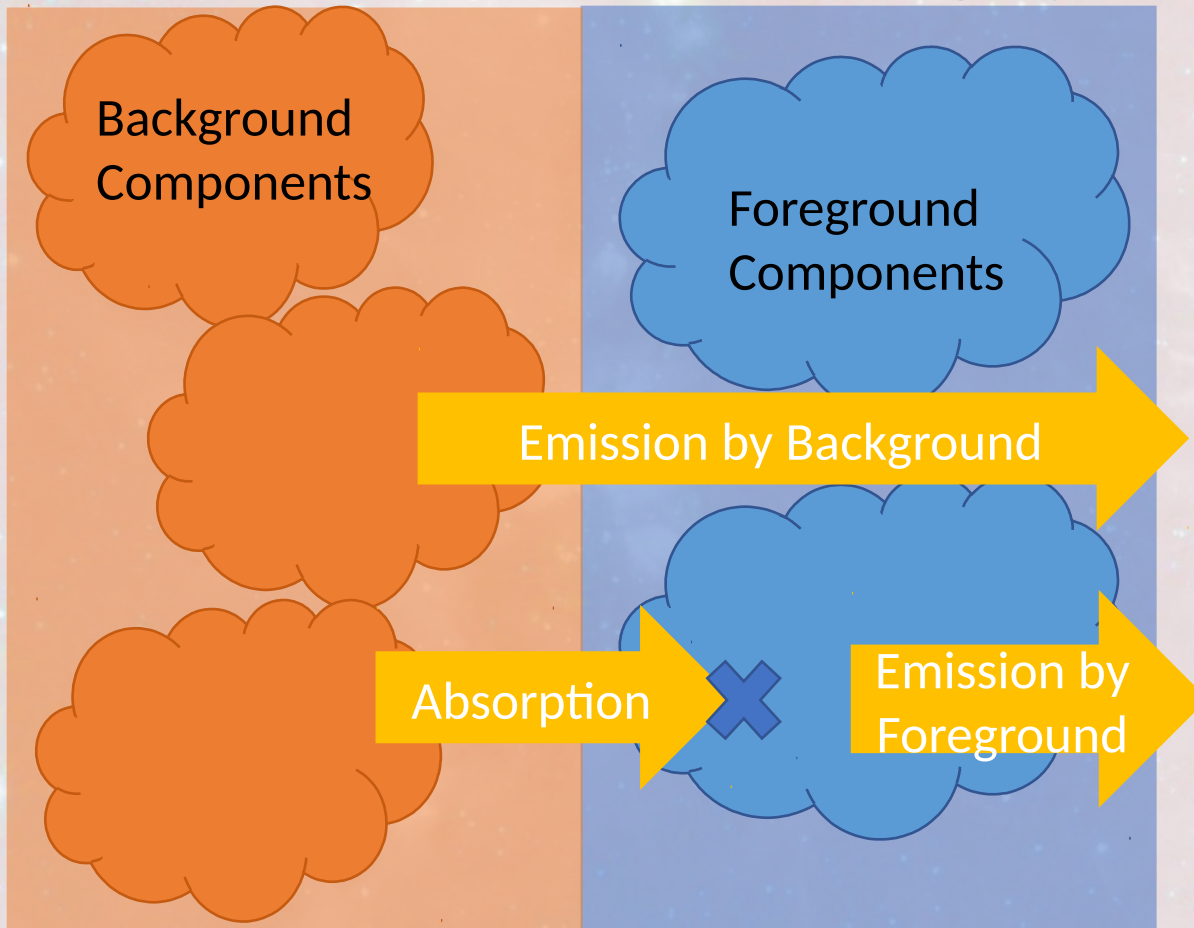 Background
Components
Foreground
Components
Emission by Background
Absorption
Emission by
Foreground